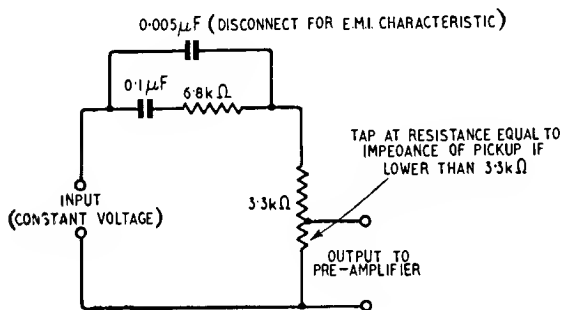 0·005µF (DISCONNECT FOR E.M.I. CHARACTERISTIC)
0·1µF
6·8kΩ
TAP AT RESISTANCE EQUAL TO
IMPEDANCE OF PICKUP IF
LOWER THAN 3·3kΩ
3·3kΩ
INPUT
(CONSTANT VOLTAGE)
OUTPUT TO
PRE-AMPLIFIER